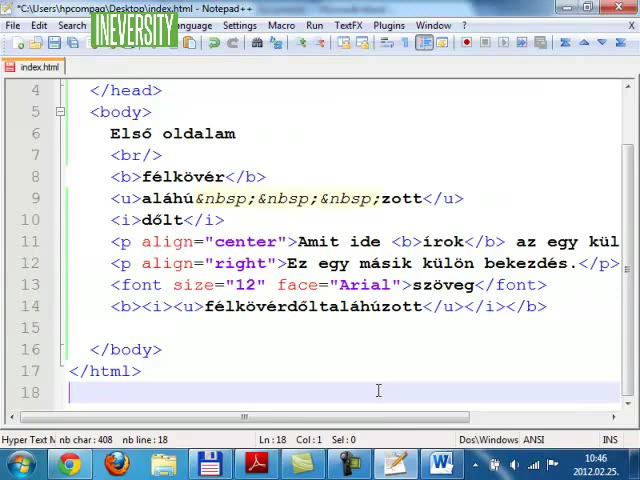 *C:\Users\hpcompaq\Desktop\index.html - Notepad++
INEVERSITY
File Edit Language Settings Macro Run TextFX Plugins Window ? X
index.html
4 </head>
5 <body>
6 Első oldalam
7 <br/>
8 <b>félkövér</b>
9 <u>aláhú&nbsp;&nbsp;&nbsp;zott</u>
10 <i>dőlt</i>
11 <p align="center">Amit ide <b>írok</b> az egy kül
12 <p align="right">Ez egy másik külön bekezdés.</p>
13 <font size="12" face="Arial">szöveg</font>
14 <b><i><u>félkövérdőltaláhúzott</u></i></b>
15
16 </body>
17 </html>
18
Hyper Text M nb char : 408 nb line : 18 Ln : 18 Col : 1 Sel : 0 Dos\Windows ANSI INS
10:46
2012.02.25.